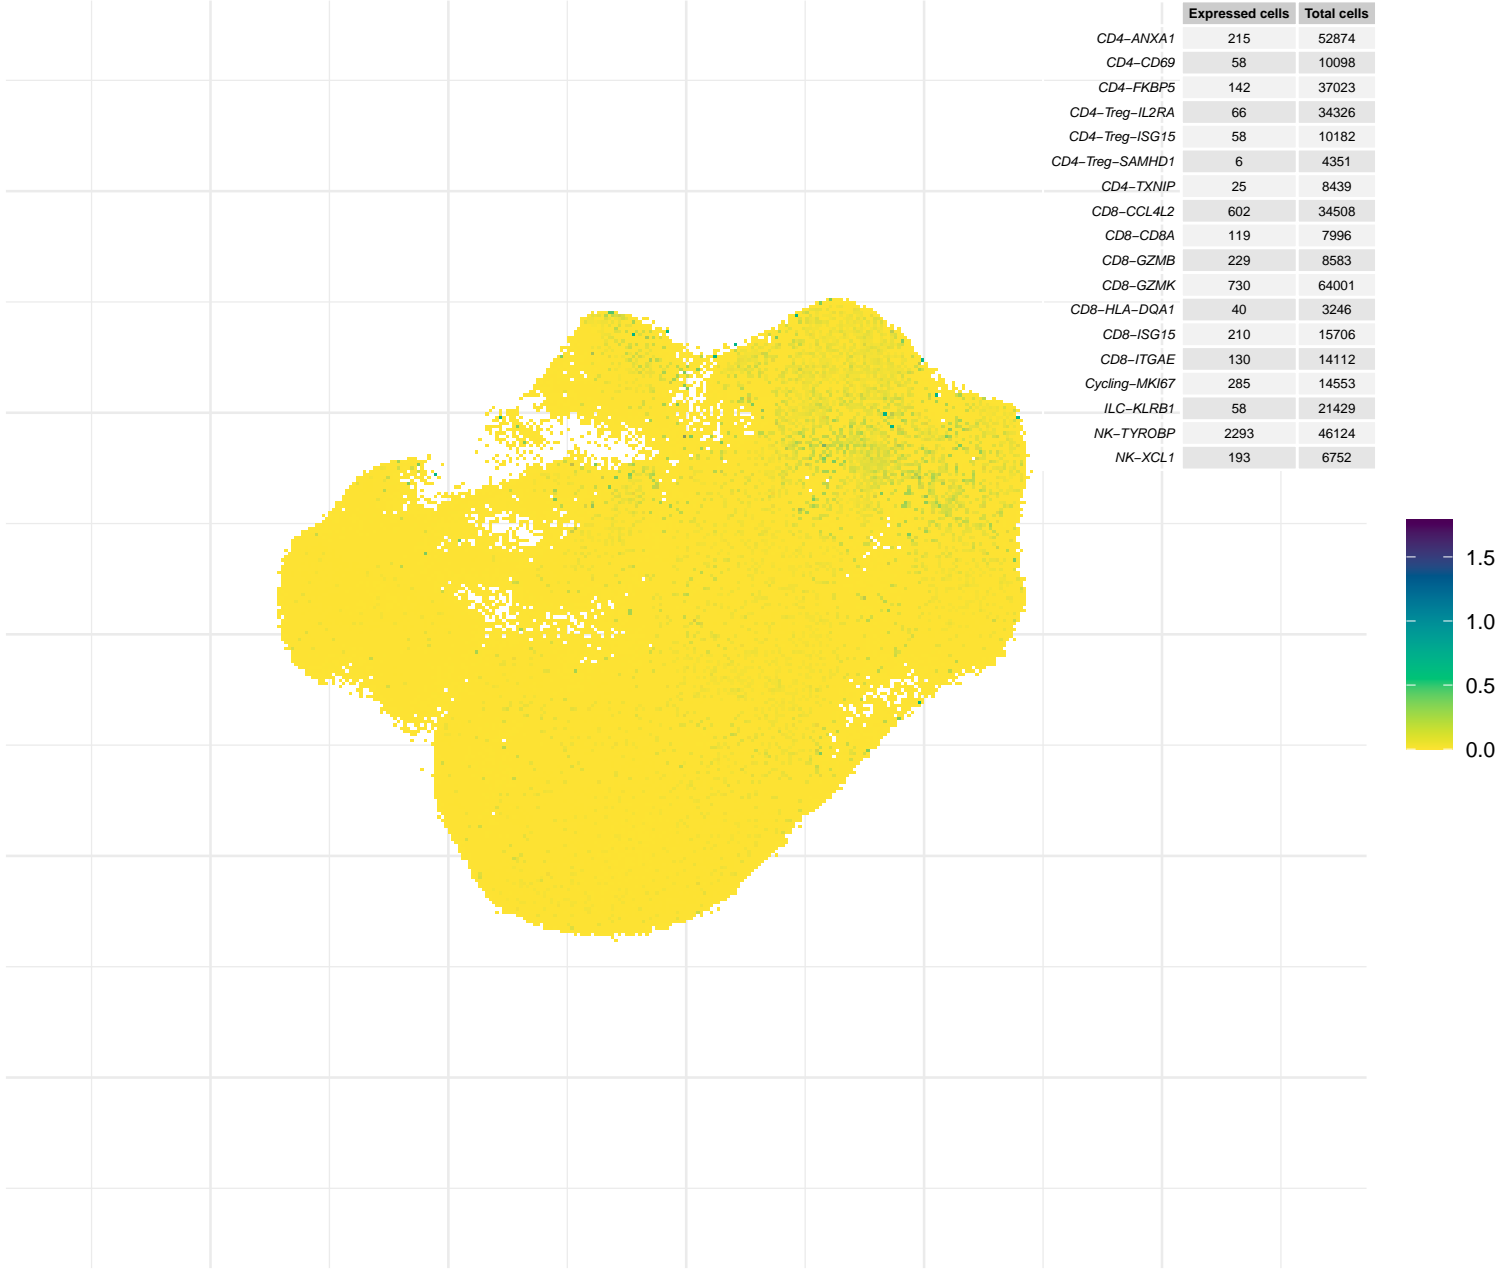 Expressed cells Total cells
CD4−ANXA1 215 52874
CD4−CD69 58 10098
CD4−FKBP5 142 37023
CD4−Treg−IL2RA 66 34326
CD4−Treg−ISG15 58 10182
CD4−Treg−SAMHD1 6 4351
CD4−TXNIP 25 8439
CD8−CCL4L2 602 34508
CD8−CD8A 119 7996
CD8−GZMB 229 8583
CD8−GZMK 730 64001
CD8−HLA−DQA1 40 3246
CD8−ISG15 210 15706
CD8−ITGAE 130 14112
Cycling−MKI67 285 14553
ILC−KLRB1 58 21429
NK−TYROBP 2293 46124
NK−XCL1 193 6752
1.5
1.0
0.5
0.0